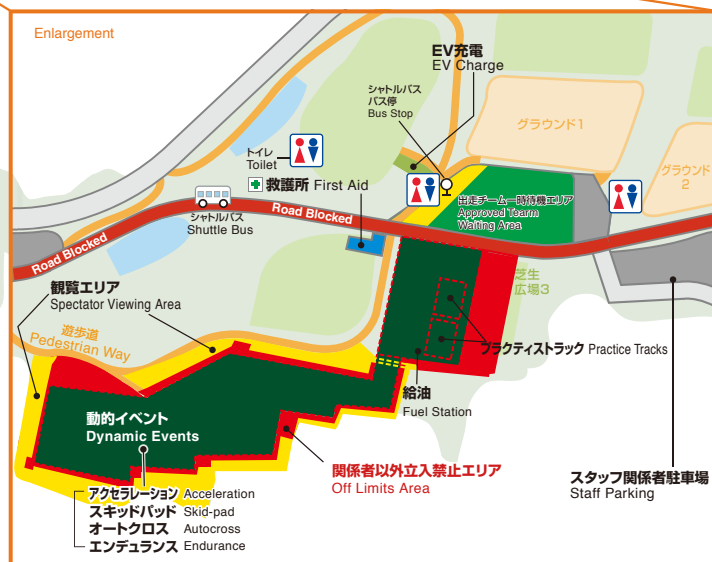 Enlargement
EV充電
EV Charge
シャトルバス
バス停
Bus Stop
グラウンド1
グラウンド
2
トイレ
Toilet
救護所 First Aid
出走チーム一時待機エリア
Approved Tearm
Waiting Area
シャトルバス
Shuttle Bus
Road Blocked
Road Blocked
芝生
広場3
観覧エリア
Spectator Viewing Area
遊歩道
Pedestrian Way
プラクティストラック Practice Tracks
給油
Fuel Station
動的イベント
Dynamic Events
関係者以外立入禁止エリア
Off Limits Area
スタッフ関係者駐車場
Staff Parking
アクセラレーション Acceleration
スキッドパッド Skid-pad
オートクロス Autocross
エンデュランス Endurance